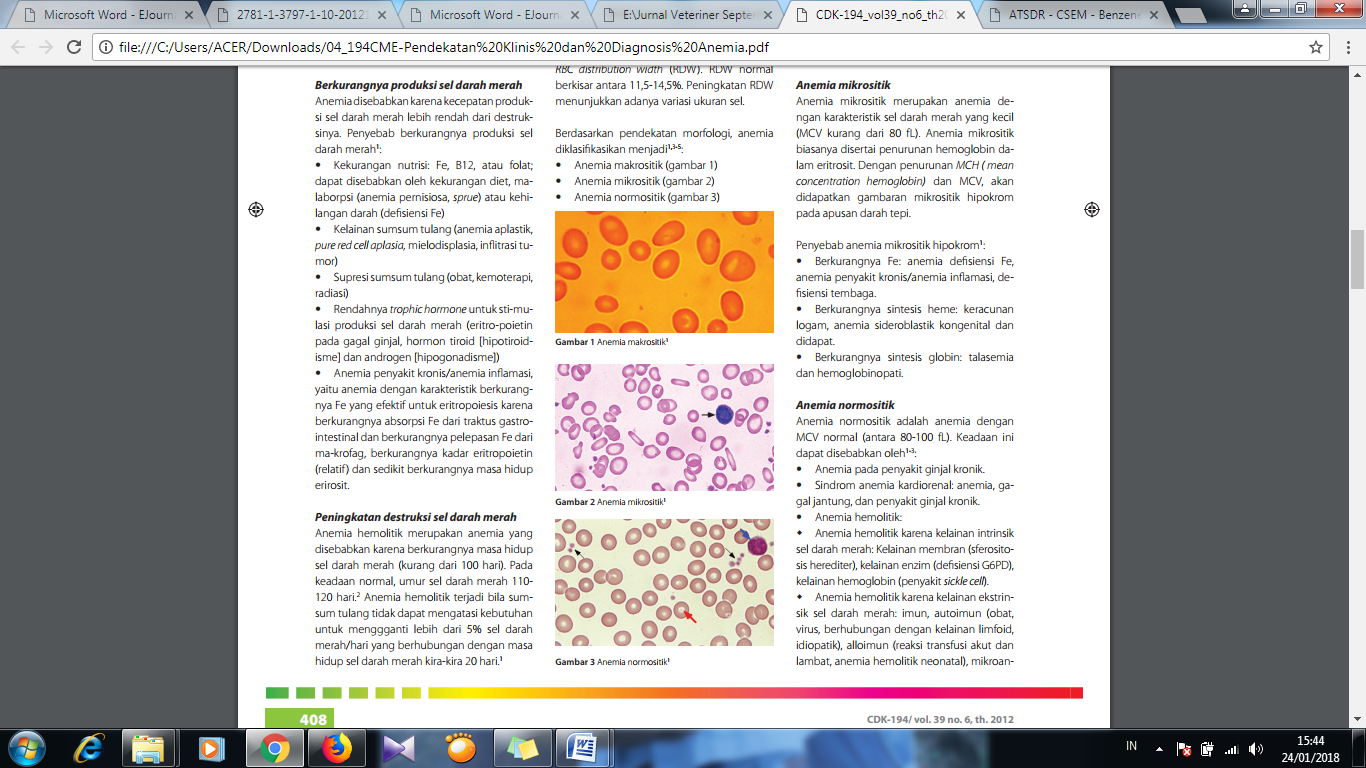 Microsoft Word - EJourna
2781-1-3797-1-10-20121
Microsoft Word - EJourna
E:\Jurnal Veteriner Septe
CDK-194_vol39_no6_th20
ATSDR - CSEM - Benzene
file:///C:/Users/ACER/Downloads/04_194CME-Pendekatan%20Klinis%20dan%20Diagnosis%20Anemia.pdf
Berkurangnya produksi sel darah merah
Anemia disebabkan karena kecepatan produk-
si sel darah merah lebih rendah dari destruk-
sinya. Penyebab berkurangnya produksi sel
darah merah¹:
• Kekurangan nutrisi: Fe, B12, atau folat;
dapat disebabkan oleh kekurangan diet, ma-
laborpsi (anemia pernisiosa, sprue) atau kehi-
langan darah (defisiensi Fe)
• Kelainan sumsum tulang (anemia aplastik,
pure red cell aplasia, mielodisplasia, inflitrasi tu-
mor)
• Supresi sumsum tulang (obat, kemoterapi,
radiasi)
• Rendahnya trophic hormone untuk sti-mu-
lasi produksi sel darah merah (eritro-poietin
pada gagal ginjal, hormon tiroid [hipotiroid-
isme] dan androgen [hipogonadisme])
• Anemia penyakit kronis/anemia inflamasi,
yaitu anemia dengan karakteristik berkurang-
nya Fe yang efektif untuk eritropoiesis karena
berkurangnya absorpsi Fe dari traktus gastro-
intestinal dan berkurangnya pelepasan Fe dari
ma-krofag, berkurangnya kadar eritropoietin
(relatif) dan sedikit berkurangnya masa hidup
erirosit.
Peningkatan destruksi sel darah merah
Anemia hemolitik merupakan anemia yang
disebabkan karena berkurangnya masa hidup
sel darah merah (kurang dari 100 hari). Pada
keadaan normal, umur sel darah merah 110-
120 hari.² Anemia hemolitik terjadi bila sum-
sum tulang tidak dapat mengatasi kebutuhan
untuk menggganti lebih dari 5% sel darah
merah/hari yang berhubungan dengan masa
hidup sel darah merah kira-kira 20 hari.¹
RBC distribution width (RDW). RDW normal
berkisar antara 11,5-14,5%. Peningkatan RDW
menunjukkan adanya variasi ukuran sel.
Berdasarkan pendekatan morfologi, anemia
diklasifikasikan menjadi¹,³-⁵:
• Anemia makrositik (gambar 1)
• Anemia mikrositik (gambar 2)
• Anemia normositik (gambar 3)
Gambar 1 Anemia makrositik¹
Gambar 2 Anemia mikrositik¹
Gambar 3 Anemia normositik¹
Anemia mikrositik
Anemia mikrositik merupakan anemia de-
ngan karakteristik sel darah merah yang kecil
(MCV kurang dari 80 fL). Anemia mikrositik
biasanya disertai penurunan hemoglobin da-
lam eritrosit. Dengan penurunan MCH ( mean
concentration hemoglobin) dan MCV, akan
didapatkan gambaran mikrositik hipokrom
pada apusan darah tepi.
Penyebab anemia mikrositik hipokrom¹:
• Berkurangnya Fe: anemia defisiensi Fe,
anemia penyakit kronis/anemia inflamasi, de-
fisiensi tembaga.
• Berkurangnya sintesis heme: keracunan
logam, anemia sideroblastik kongenital dan
didapat.
• Berkurangnya sintesis globin: talasemia
dan hemoglobinopati.
Anemia normositik
Anemia normositik adalah anemia dengan
MCV normal (antara 80-100 fL). Keadaan ini
dapat disebabkan oleh¹-³:
• Anemia pada penyakit ginjal kronik.
• Sindrom anemia kardiorenal: anemia, ga-
gal jantung, dan penyakit ginjal kronik.
• Anemia hemolitik:
◆ Anemia hemolitik karena kelainan intrinsik
sel darah merah: Kelainan membran (sferosito-
sis herediter), kelainan enzim (defisiensi G6PD),
kelainan hemoglobin (penyakit sickle cell).
◆ Anemia hemolitik karena kelainan ekstrin-
sik sel darah merah: imun, autoimun (obat,
virus, berhubungan dengan kelainan limfoid,
idiopatik), alloimun (reaksi transfusi akut dan
lambat, anemia hemolitik neonatal), mikroan-
408
CDK-194/ vol. 39 no. 6, th. 2012
IN
15:44
24/01/2018